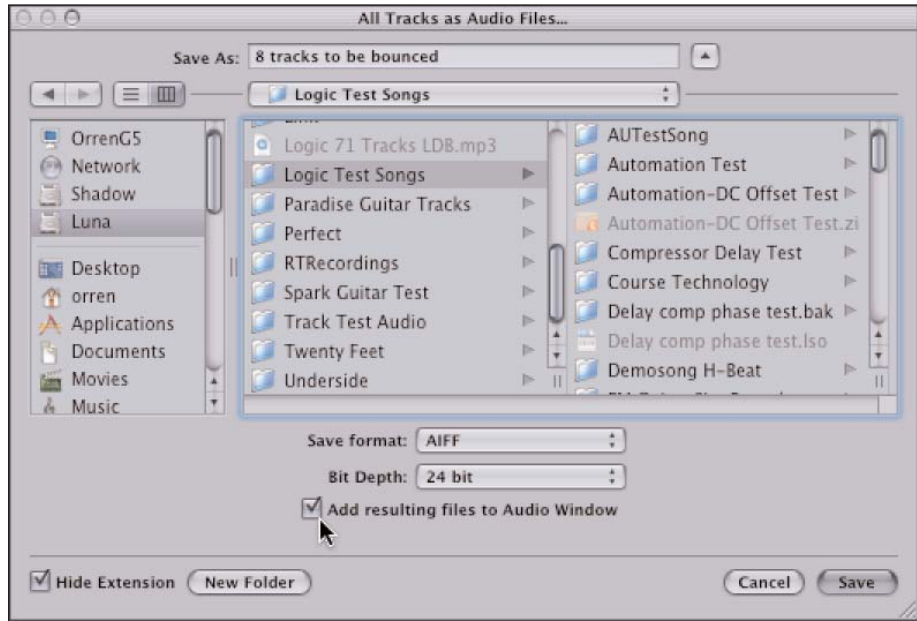 All Tracks as Audio Files...
Save As: 8 tracks to be bounced
Logic Test Songs
OrrenG5
Network
Shadow
Luna
Desktop
orren
Applications
Documents
Movies
Music
Logic 71 Tracks LDB.mp3
Logic Test Songs
Paradise Guitar Tracks
Perfect
RTRecordings
Spark Guitar Test
Track Test Audio
Twenty Feet
Underside
AUTestSong
Automation Test
Automation-DC Offset Test
Automation-DC Offset Test.zi
Compressor Delay Test
Course Technology
Delay comp phase test.bak
Delay comp phase test.lso
Demosong H-Beat
Save format: AIFF
Bit Depth: 24 bit
Add resulting files to Audio Window
Hide Extension New Folder Cancel Save